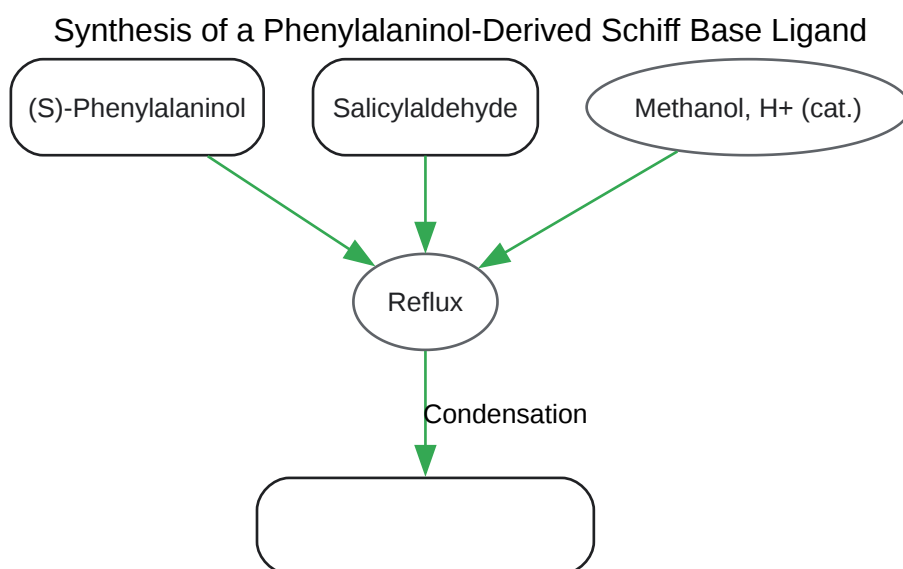 Synthesis of a Phenylalaninol-Derived Schiff Base Ligand
(S)-Phenylalaninol
Salicylaldehyde
Methanol, H+ (cat.)
Reflux
Condensation